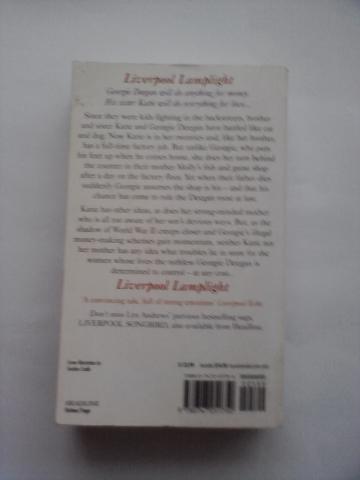 Liverpool Lamplight
Georgie Deegan will do anything for money.
His sister Katie will do everything for love...
Since they were kids fighting in the backstreets, brother
and sister Katie and Georgie Deegan have battled like cat
and dog. Now Katie is in her twenties and, like her brother,
has a full-time factory job. But unlike Georgie, who puts
his feet up when he comes home, she does her turn behind
the counter in their mother Molly's fish and game shop
after a day on the factory floor. Yet when their father dies
suddenly Georgie assumes the shop is his – and that his
chance has come to rule the Deegan roost at last.
Katie has other ideas, as does her strong-minded mother
who is all too aware of her son's devious ways. But, as the
shadow of World War II creeps closer and Georgie's illegal
money-making schemes gain momentum, neither Katie nor
her mother has any idea what troubles lie in store for the
women whose lives the ruthless Georgie Deegan is
determined to control – at any cost.
Liverpool Lamplight
'A convincing tale, full of strong emotions' Liverpool Echo
Don't miss Lyn Andrews' previous bestselling saga,
LIVERPOOL SONGBIRD, also available from Headline.
Cover illustration by
HEADLINE